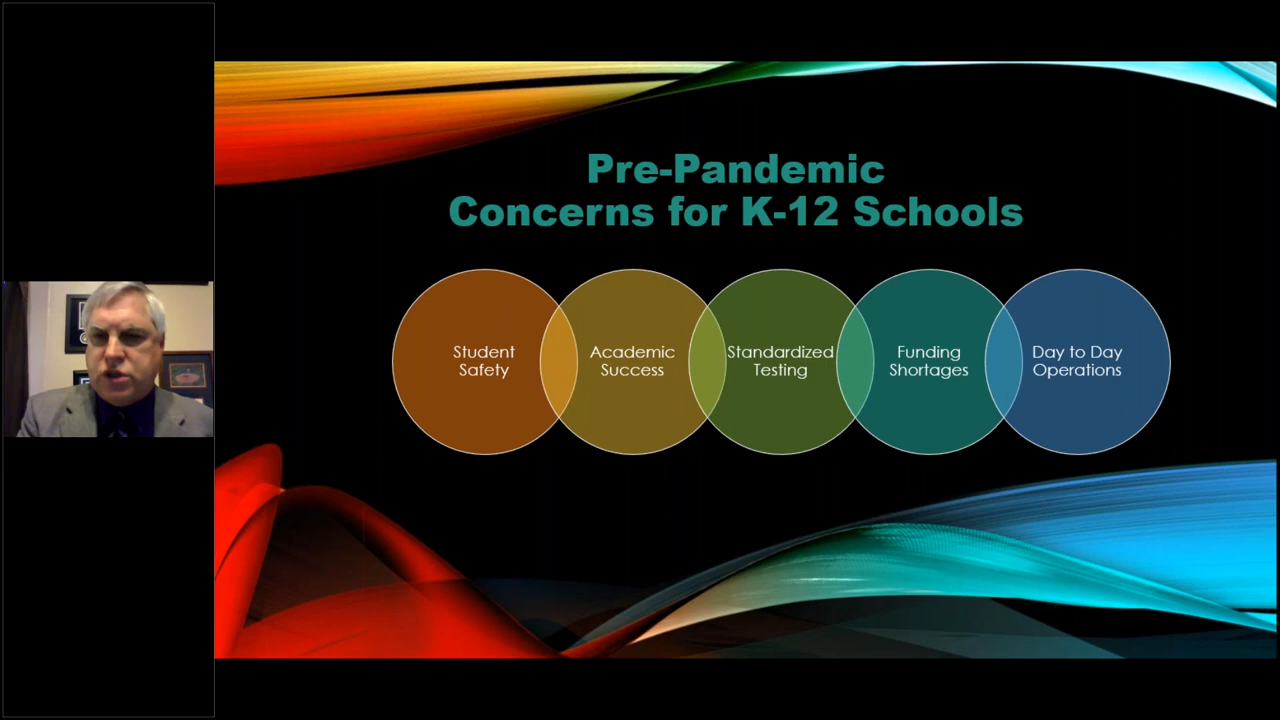 Pre-Pandemic
Concerns for K-12 Schools
Student
Safety
Academic
Success
Standardized
Testing
Funding
Shortages
Day to Day
Operations